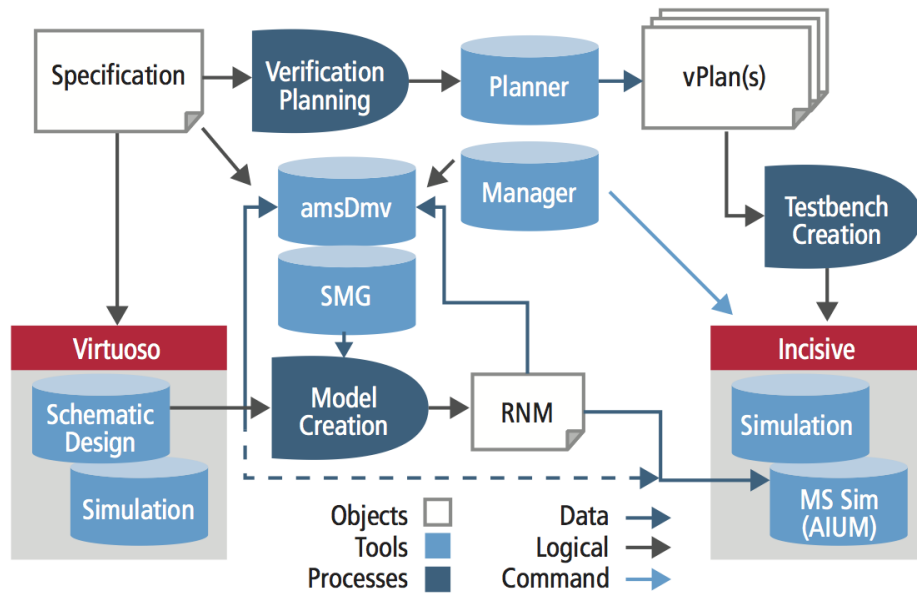 Specification
Verification
Planning
Planner
vPlan(s)
amsDmv
Manager
Testbench
Creation
SMG
Virtuoso
Incisive
Schematic
Design
Model
Creation
RNM
Simulation
Simulation
MS Sim
(AIUM)
Objects
Data
Tools
Logical
Processes
Command